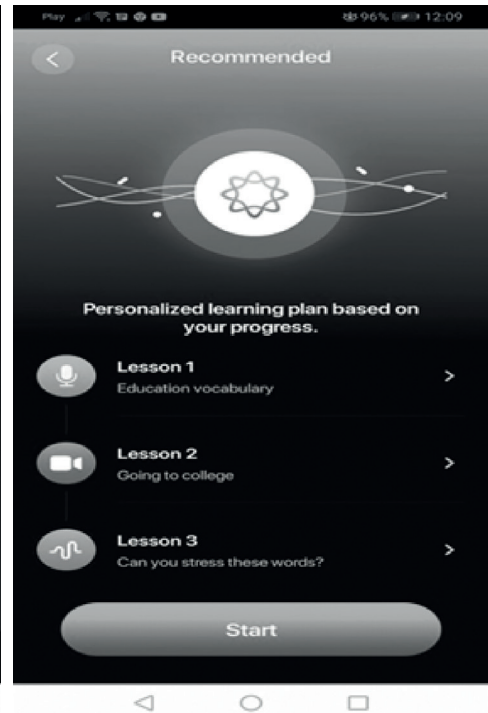 Play 96% 12:09
Recommended
Personalized learning plan based on
your progress.
Lesson 1
Education vocabulary
Lesson 2
Going to college
Lesson 3
Can you stress these words?
Start